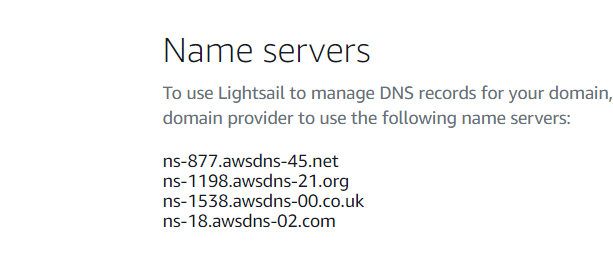 Name servers
To use Lightsail to manage DNS records for your domain,
domain provider to use the following name servers:
ns-877.awsdns-45.net
ns-1198.awsdns-21.org
ns-1538.awsdns-00.co.uk
ns-18.awsdns-02.com